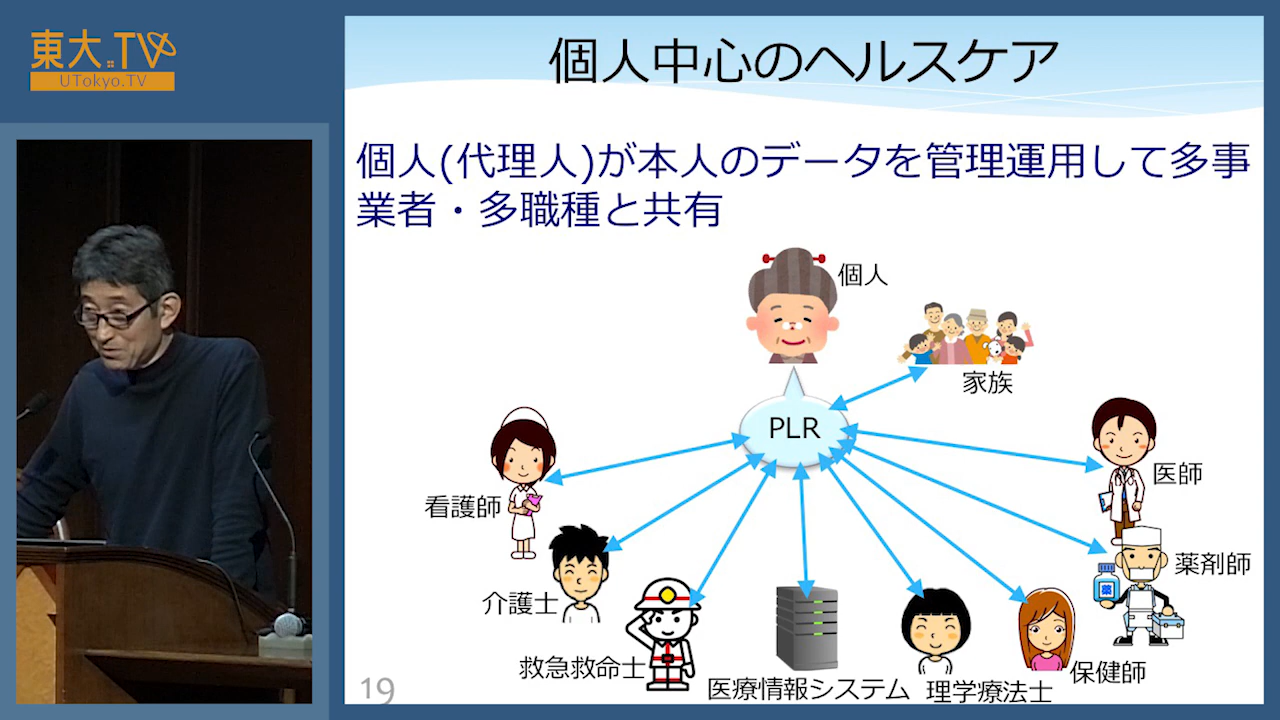 東大TV
UTokyo.TV
個人中心のヘルスケア
個人(代理人)が本人のデータを管理運用して多事
業者・多職種と共有
個人
家族
PLR
医師
看護師
薬剤師
介護士
救急救命士
医療情報システム
理学療法士
保健師
19